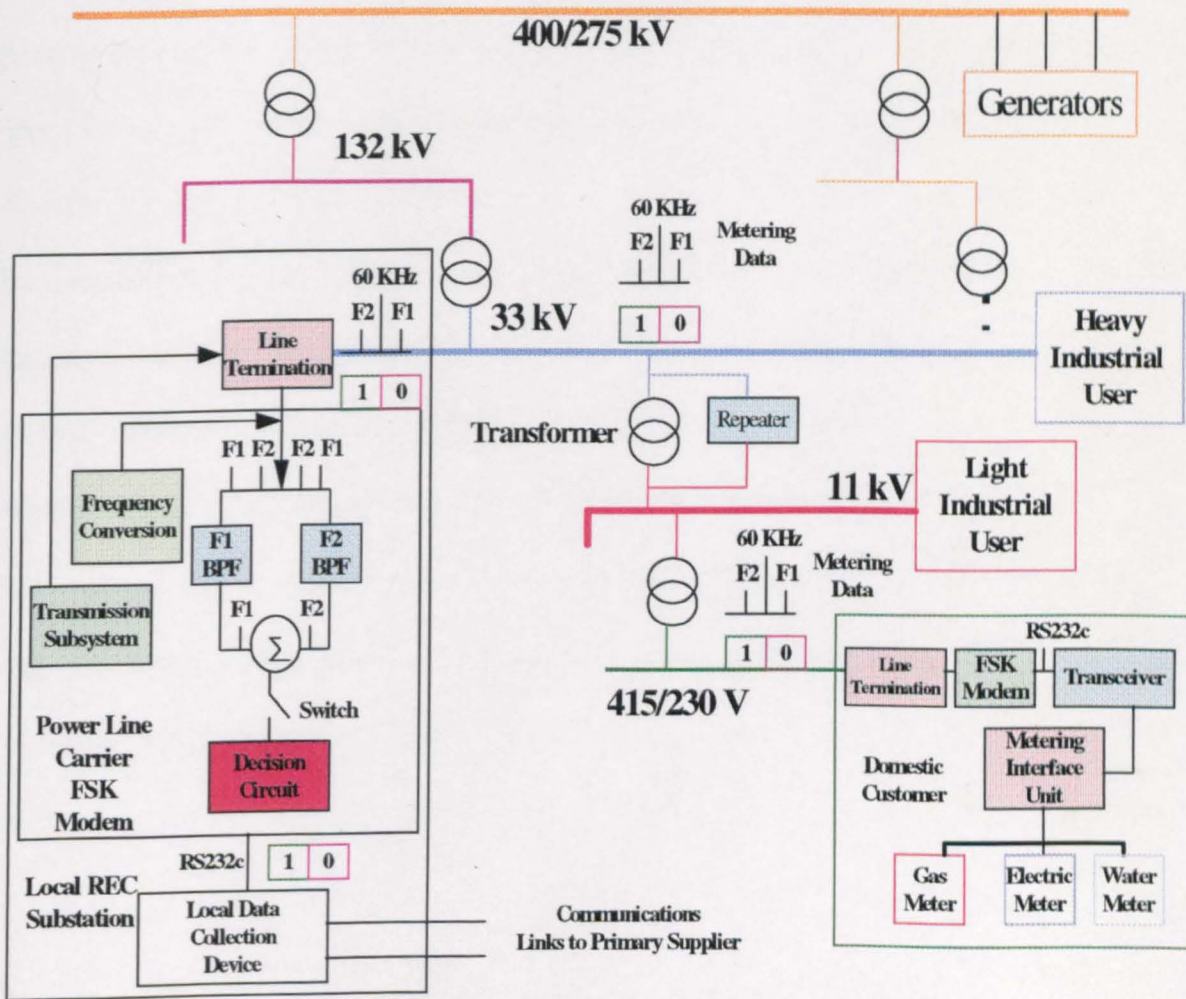 400/275 kV
Generators
132 kV
60 KHz
F2 F1
Metering
Data
1 0
60 KHz
F2 F1
33 kV
Heavy
Industrial
User
Line
Termination
1 0
Transformer
Repeater
F1 F2 F2 F1
Frequency
Conversion
F1
BPF
F2
BPF
11 kV
Light
Industrial
User
60 KHz
F2 F1
Metering
Data
1 0
Transmission
Subsystem
F1 F2
Σ
Switch
415/230 V
RS232c
Line
Termination
FSK
Modem
Transceiver
Power Line
Carrier
FSK
Modem
Decision
Circuit
Domestic
Customer
Metering
Interface
Unit
RS232c
1 0
Gas
Meter
Electric
Meter
Water
Meter
Local REC
Substation
Local Data
Collection
Device
Communications
Links to Primary Supplier